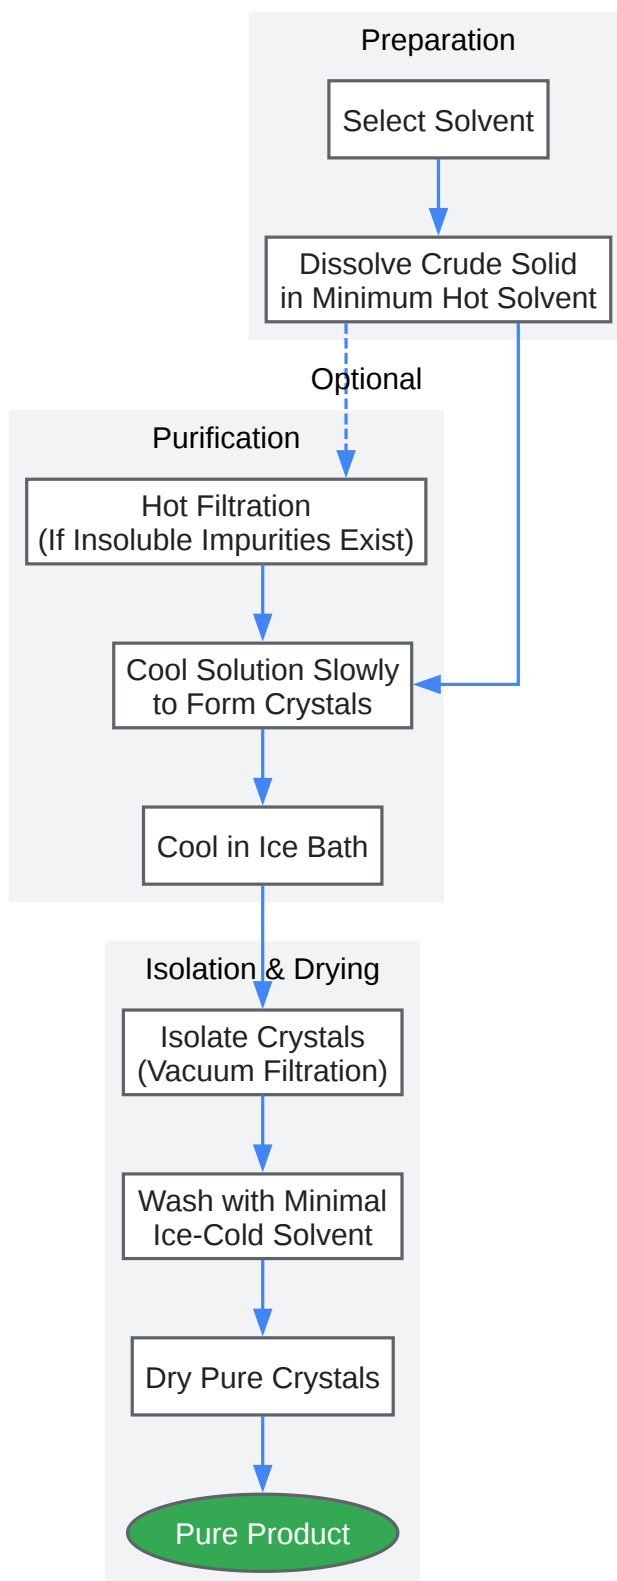 Preparation
Select Solvent
Dissolve Crude Solid
in Minimum Hot Solvent
Optional
Purification
Hot Filtration
(If Insoluble Impurities Exist)
Cool Solution Slowly
to Form Crystals
Cool in Ice Bath
Isolation & Drying
Isolate Crystals
(Vacuum Filtration)
Wash with Minimal
Ice-Cold Solvent
Dry Pure Crystals
Pure Product